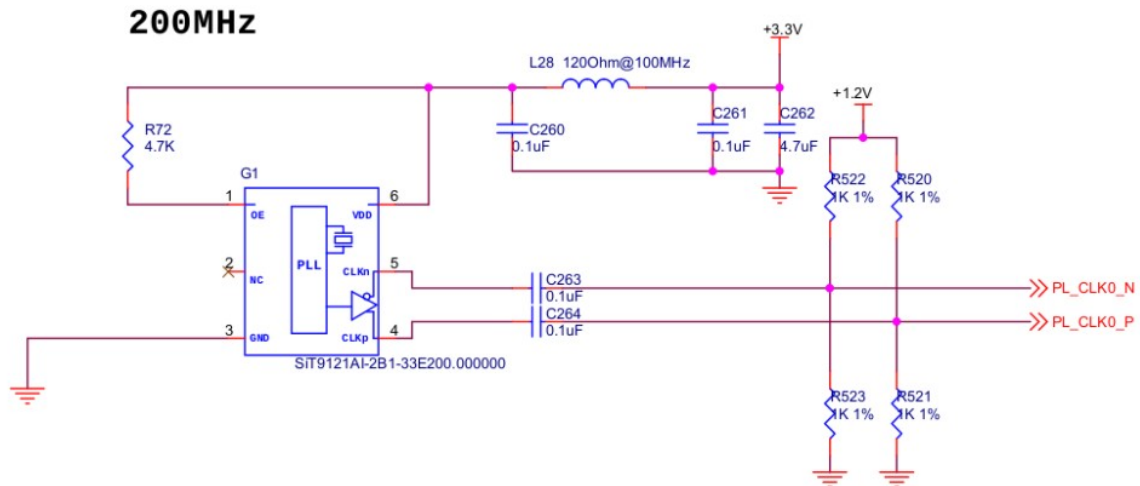 200MHz
+3.3V
L28 120Ohm@100MHz
+1.2V
R72
4.7K
C260
0.1uF
C261
0.1uF
C262
4.7uF
R522
1K 1%
R520
1K 1%
G1
1
OE
6
VDD
2
NC
PLL
5
CLKn
3
GND
4
CLKp
SiT9121AI-2B1-33E200.000000
C263
0.1uF
C264
0.1uF
PL_CLK0_N
PL_CLK0_P
R523
1K 1%
R521
1K 1%